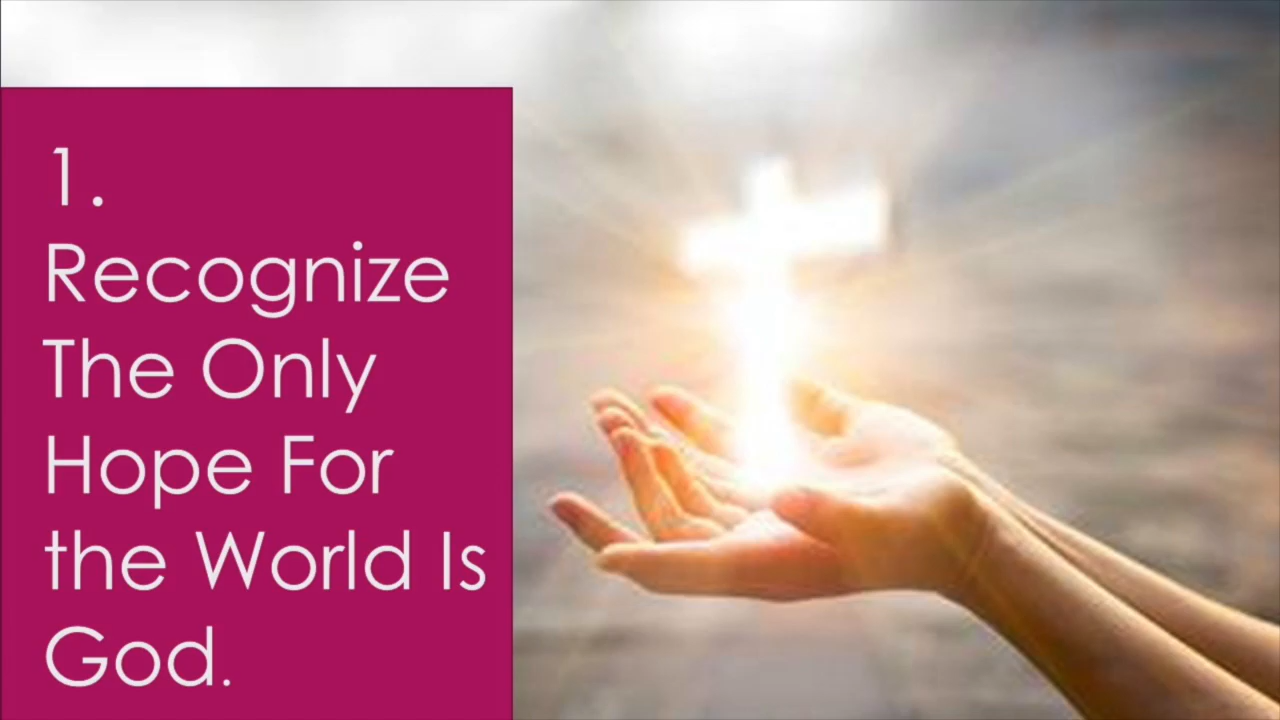 1.
Recognize
The Only
Hope For
the World Is
God.